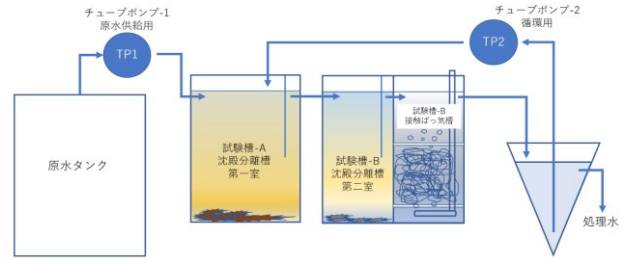 チューブポンプ-1
原水供給用
TP1
チューブポンプ-2
循環用
TP2
原水タンク
試験槽-A
沈殿分離槽
第一室
試験槽-B
沈殿分離槽
第二室
試験槽-B
接触ばっ気槽
処理水